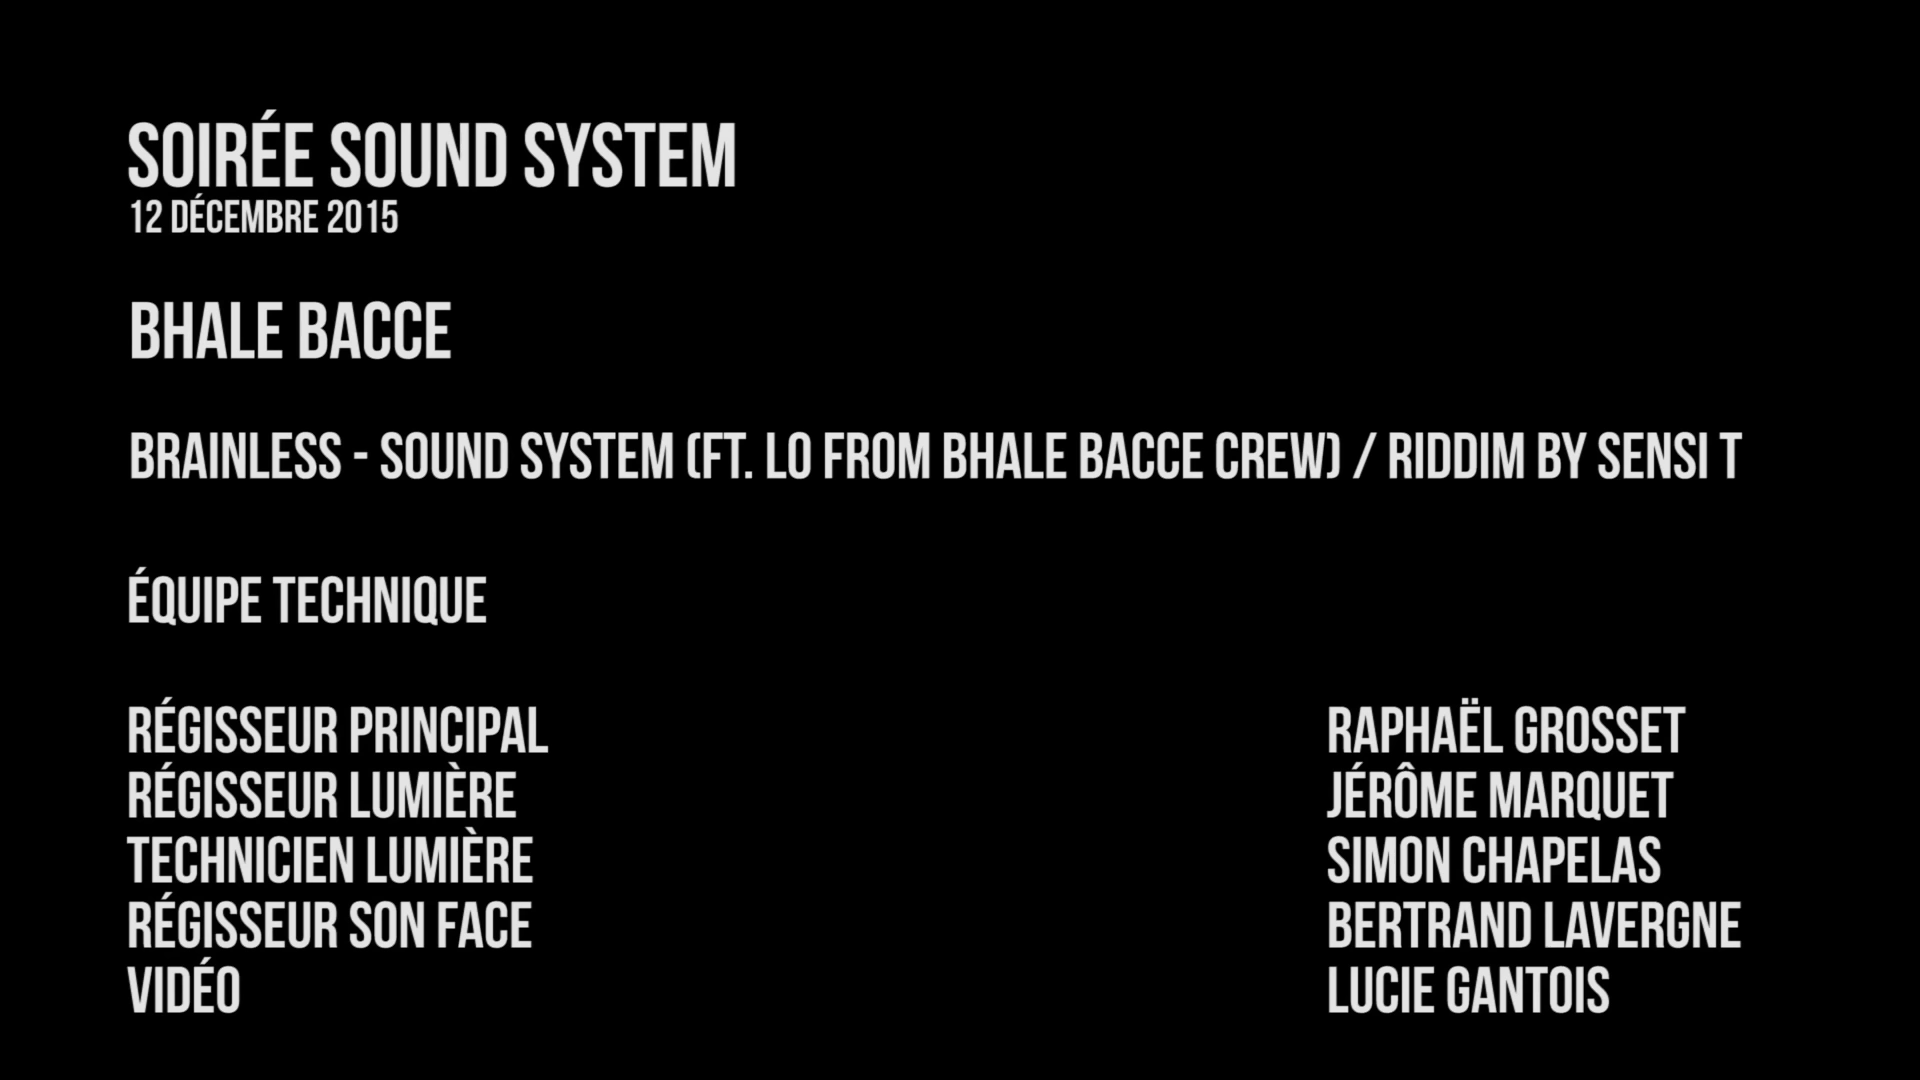 SOIRÉE SOUND SYSTEM
12 DÉCEMBRE 2015
BHALE BACCE
BRAINLESS - SOUND SYSTEM (FT. LO FROM BHALE BACCE CREW) / RIDDIM BY SENSI T
ÉQUIPE TECHNIQUE
RÉGISSEUR PRINCIPAL RAPHAËL GROSSET
RÉGISSEUR LUMIÈRE JÉRÔME MARQUET
TECHNICIEN LUMIÈRE SIMON CHAPELAS
RÉGISSEUR SON FACE BERTRAND LAVERGNE
VIDÉO LUCIE GANTOIS